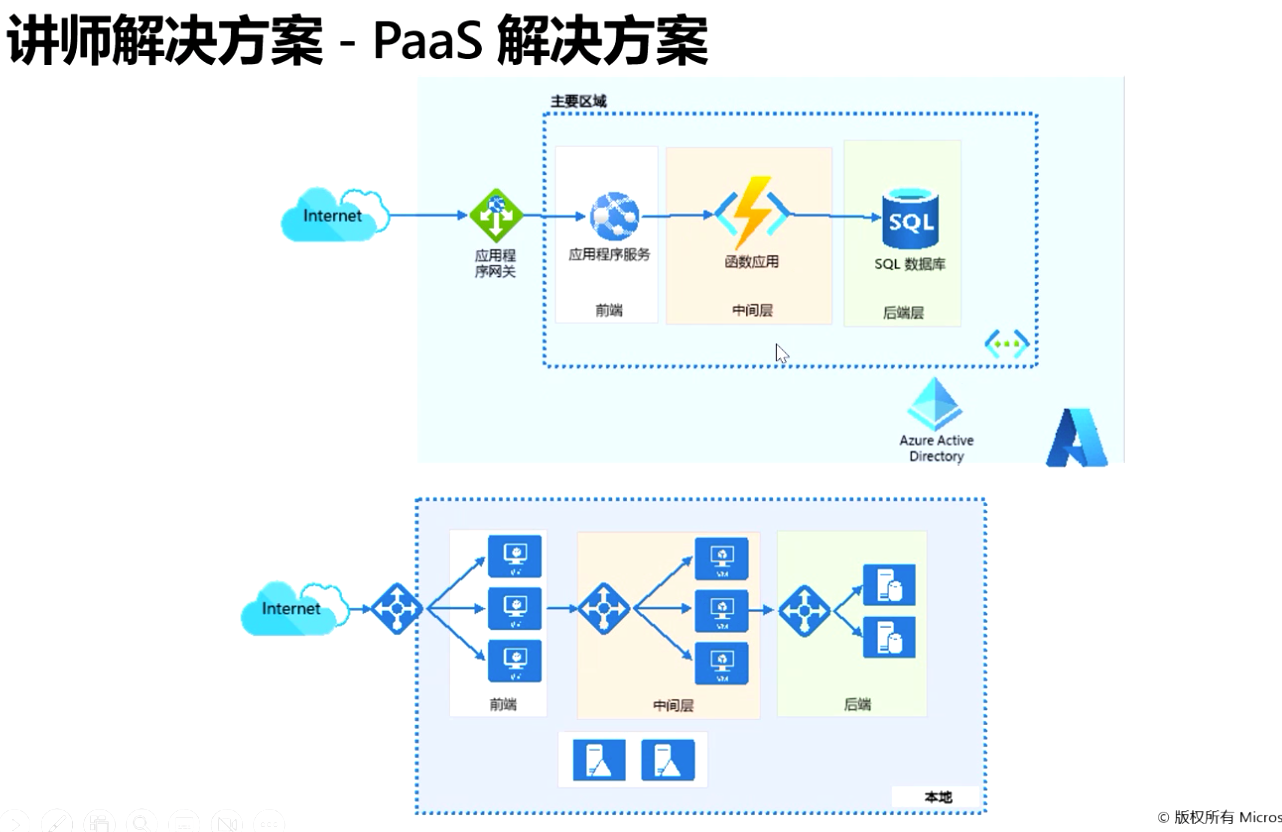 讲师解决方案 - PaaS 解决方案
主要区域
Internet
应用程
序网关
应用程序服务
前端
函数应用
中间层
SQL
SQL 数据库
后端层
Azure Active
Directory
Internet
VM
VM
VM
前端
中间层
后端
本地
© 版权所有 Micros